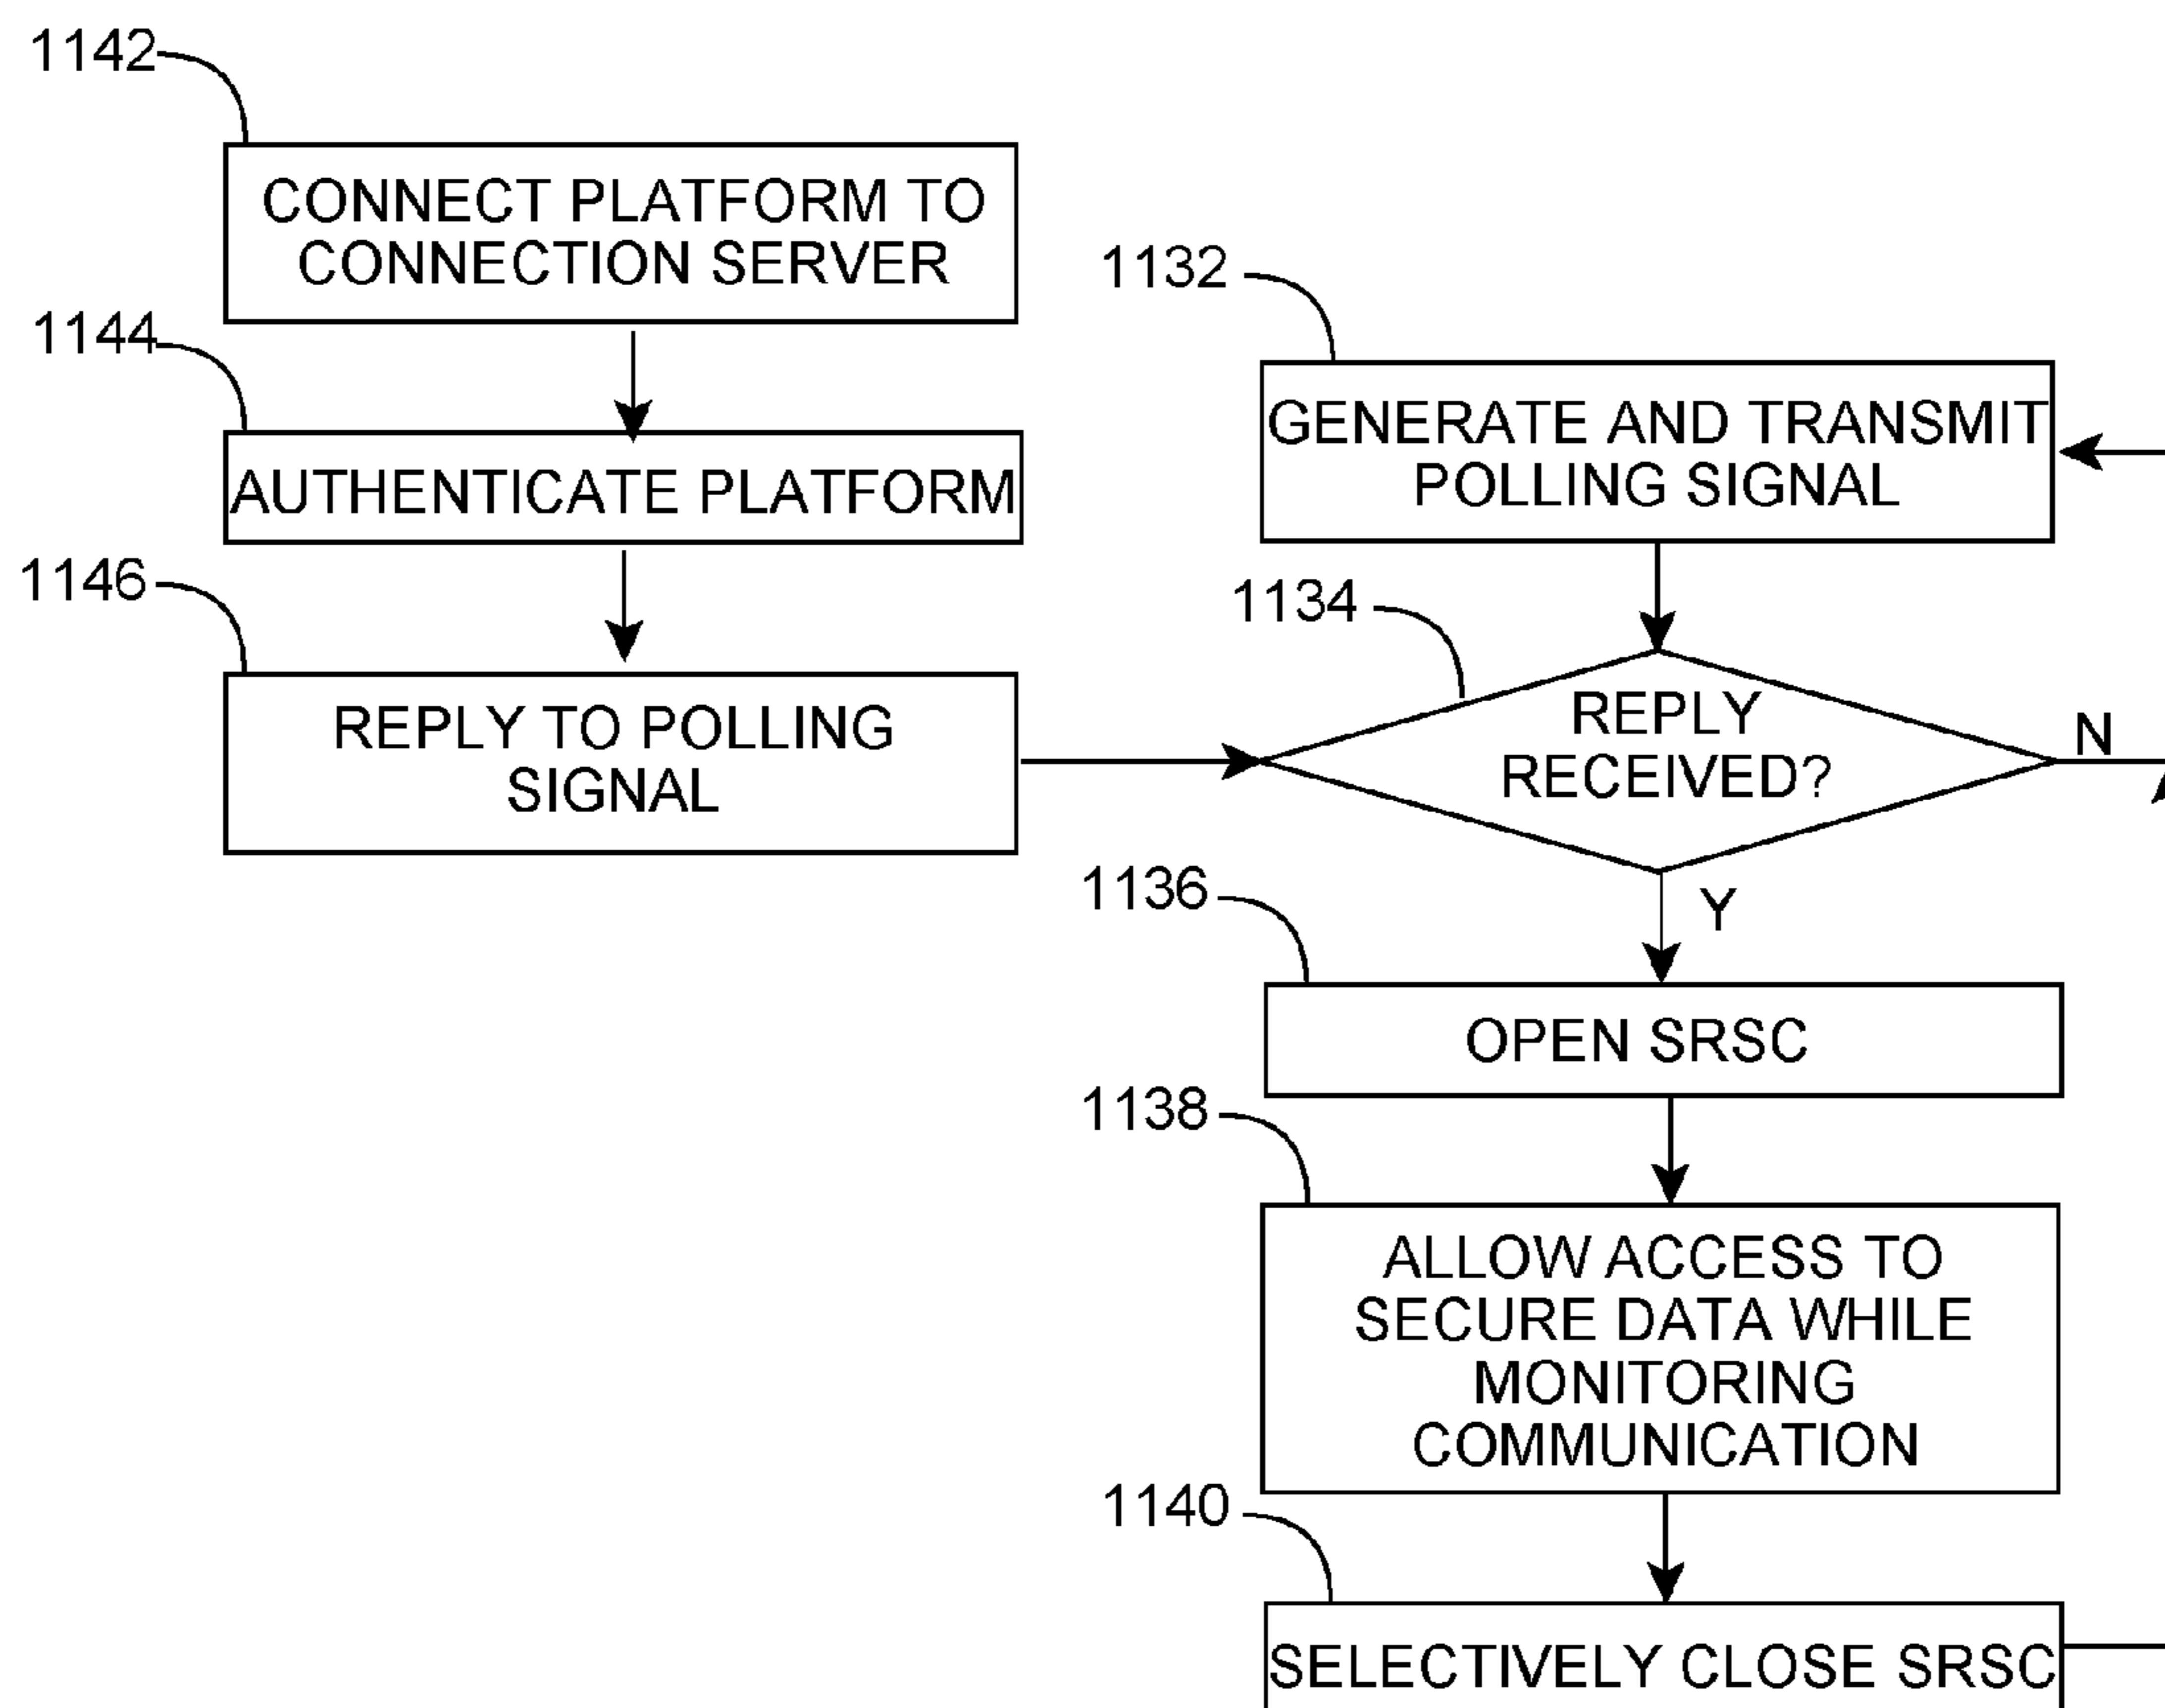 1142
CONNECT PLATFORM TO
CONNECTION SERVER
1144
AUTHENTICATE PLATFORM
1146
REPLY TO POLLING
SIGNAL
1132
GENERATE AND TRANSMIT
POLLING SIGNAL
1134
REPLY
RECEIVED?
N
Y
1136
OPEN SRSC
1138
ALLOW ACCESS TO
SECURE DATA WHILE
MONITORING
COMMUNICATION
1140
SELECTIVELY CLOSE SRSC